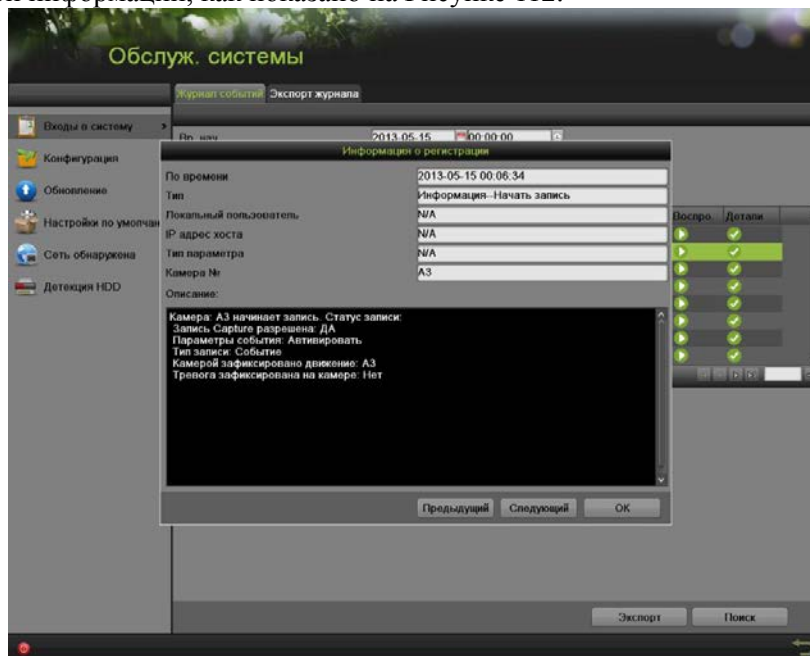 Обслуж. системы
Журнал событий Экспорт журнала
Входы в систему
Конфигурация
Обновление
Настройки по умолчан
Сеть обнаружена
Детекция HDD
Вр. нач. 2013-05-15 00:00:00
Информация о регистрации
По времени 2013-05-15 00:06:34
Тип Информация--Начать запись
Локальный пользователь N/A
IP адрес хоста N/A
Тип параметра N/A
Камера № A3
Описание:
Камера: A3 начинает запись. Статус записи:
Запись Capture разрешена: ДА
Параметры события: Автивировать
Тип записи: Событие
Камерой зафиксировано движение: A3
Тревога зафиксирована на камере: Нет
Предыдущий Следующий OK
Воспро. Детали
Экспорт Поиск